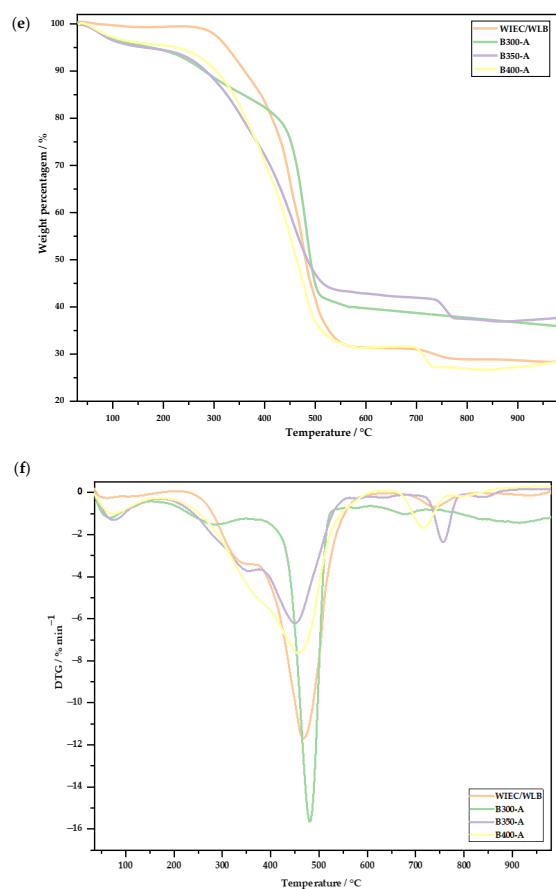 (e)
WIEC/WLB
B300-A
B350-A
B400-A
Weight percentagem / %
100
90
80
70
60
50
40
30
20
100 200 300 400 500 600 700 800 900
Temperature / °C
(f)
DTG / % min⁻¹
0
−2
−4
−6
−8
−10
−12
−14
−16
WIEC/WLB
B300-A
B350-A
B400-A
100 200 300 400 500 600 700 800 900
Temperature / °C